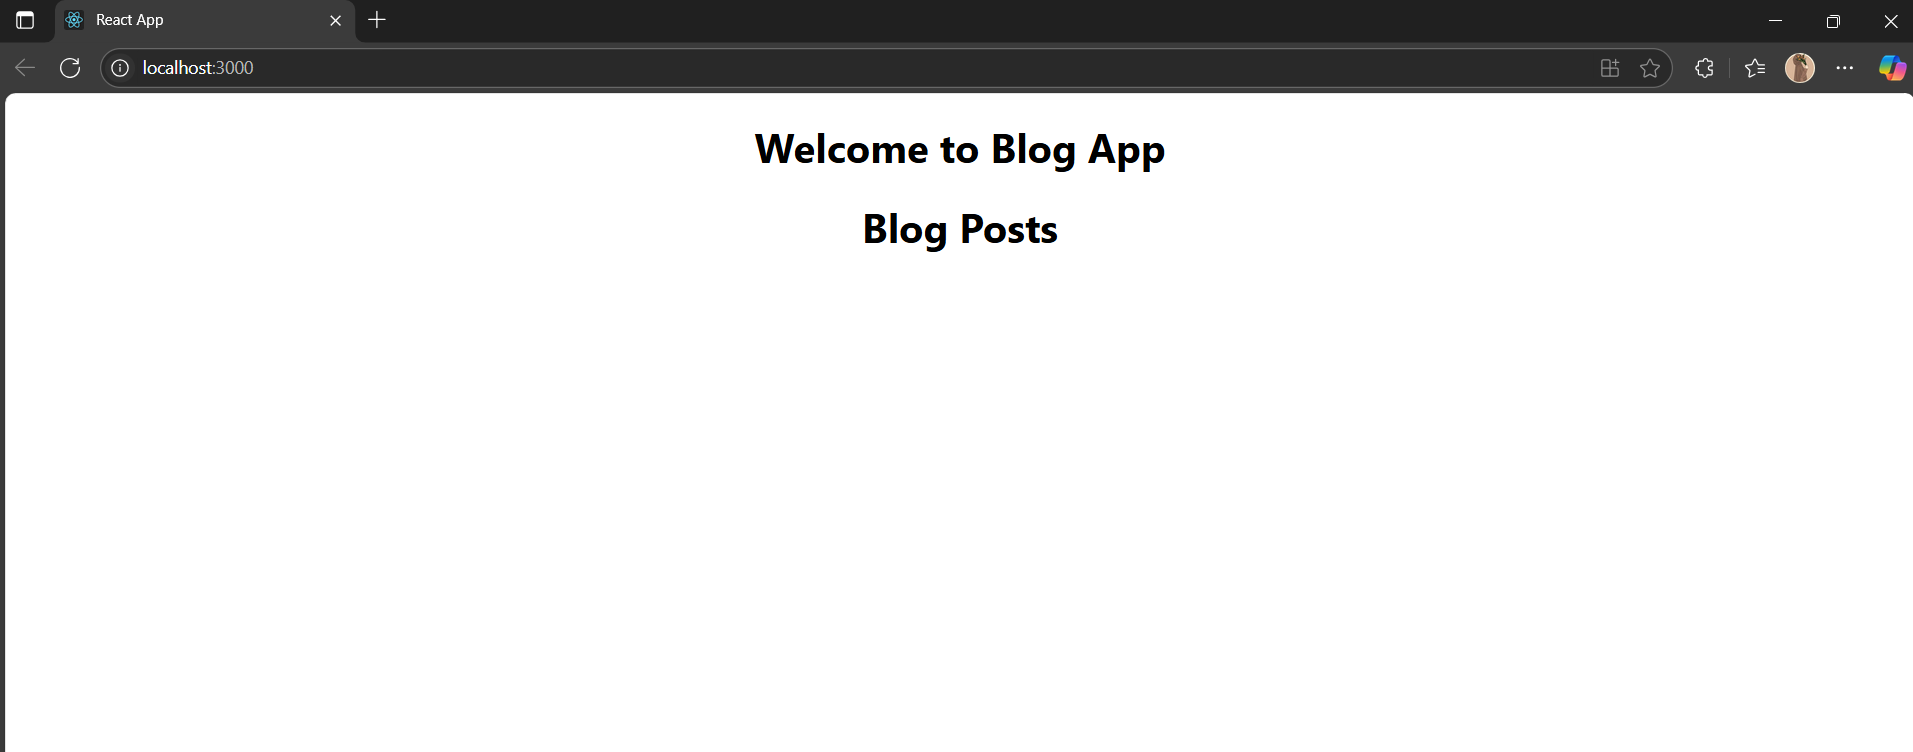 React App
localhost:3000
Welcome to Blog App
Blog Posts